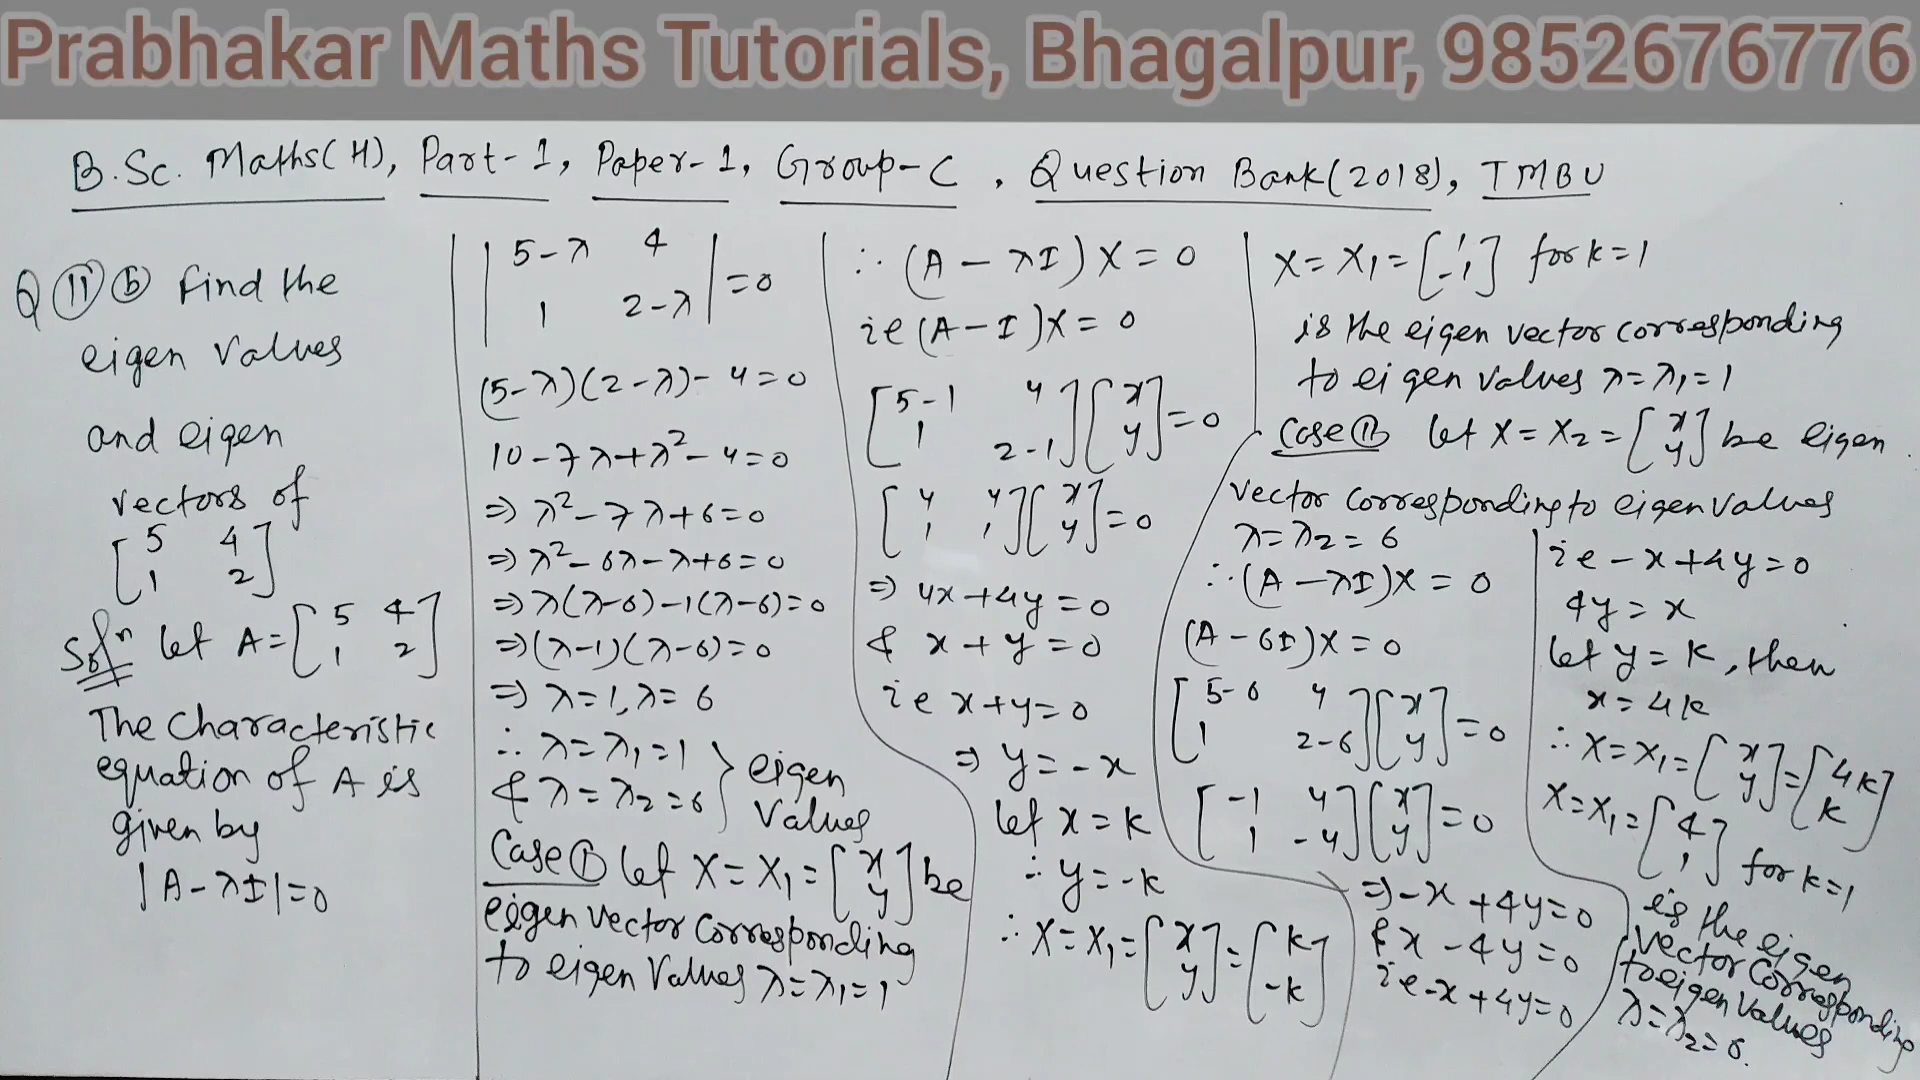 Prabhakar Maths Tutorials, Bhagalpur, 9852676776
B.Sc. Maths(H), Part-1, Paper-1, Group-C, Question Bank(2018), TMBU
Q (11) (b) find the
eigen values
and eigen
vectors of
[5 4
1 2]
Solⁿ let A=[5 4
1 2]
The Characteristic
equation of A is
given by
|A-λI|=0
|5-λ 4
1 2-λ|=0
(5-λ)(2-λ)-4=0
10-7λ+λ²-4=0
⇒ λ²-7λ+6=0
⇒ λ²-6λ-λ+6=0
⇒ λ(λ-6)-1(λ-6)=0
⇒ (λ-1)(λ-6)=0
⇒ λ=1, λ=6
∴ λ=λ₁=1
& λ=λ₂=6 } eigen
values
Case (I) let X=X₁=[x
y] be
eigen vector corresponding
to eigen values λ=λ₁=1
∴ (A-λI)X=0
ie (A-I)X=0
[5-1 4
1 2-1][x
y]=0
[4 4
1 1][x
y]=0
⇒ 4x+4y=0
& x+y=0
ie x+y=0
⇒ y=-x
let x=k
∴ y=-k
∴ X=X₁=[x
y]=[k
-k]
X=X₁=[1
-1] for k=1
is the eigen vector corresponding
to eigen values λ=λ₁=1
Case (II) let X=X₂=[x
y] be eigen
vector corresponding to eigen values
λ=λ₂=6
∴ (A-λI)X=0
(A-6I)X=0
[5-6 4
1 2-6][x
y]=0
[-1 4
1 -4][x
y]=0
⇒ -x+4y=0
& x-4y=0
ie -x+4y=0
ie -x+4y=0
4y=x
let y=k, then
x=4k
∴ X=X₁=[x
y]=[4k
k]
X=X₁=[4
1] for k=1
is the eigen
vector corresponding
to eigen values
λ=λ₂=6.